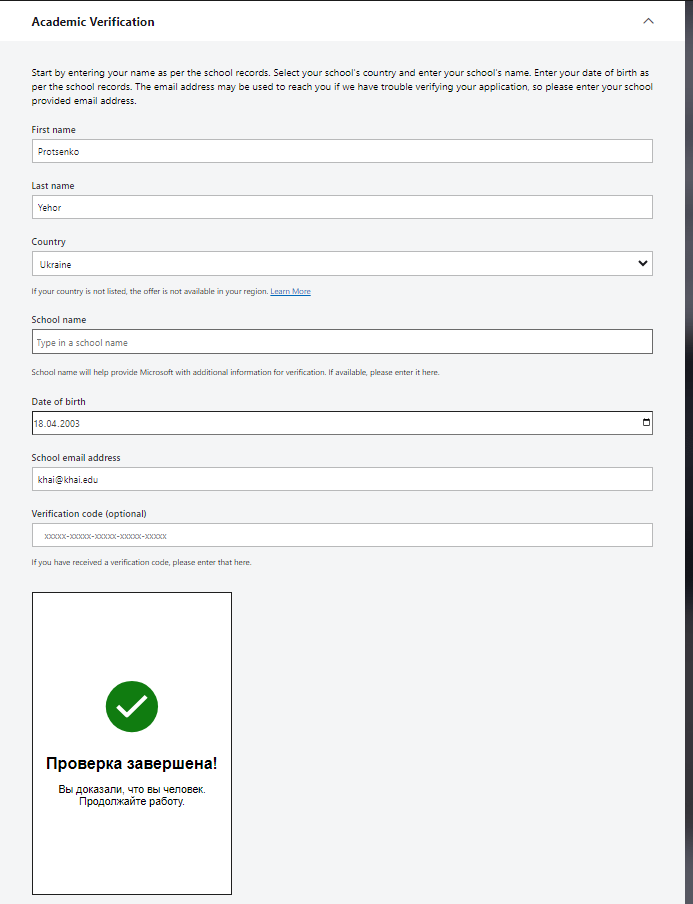 Academic Verification
Start by entering your name as per the school records. Select your school's country and enter your school's name. Enter your date of birth as
per the school records. The email address may be used to reach you if we have trouble verifying your application, so please enter your school
provided email address.
First name
Protsenko
Last name
Yehor
Country
Ukraine
If your country is not listed, the offer is not available in your region. Learn More
School name
Type in a school name
School name will help provide Microsoft with additional information for verification. If available, please enter it here.
Date of birth
18.04.2003
School email address
khai@khai.edu
Verification code (optional)
xxxxx-xxxxx-xxxxx-xxxxx-xxxxx
If you have received a verification code, please enter that here.
Проверка завершена!
Вы доказали, что вы человек.
Продолжайте работу.